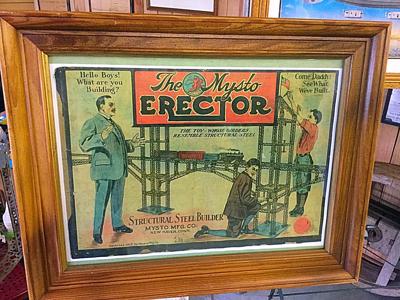 Hello Boys!
What are you
Building?
The Mysto
ERECTOR
Come Daddy
See What
We've Built.
THE TOY - WHOSE GIRDERS
RESEMBLE STRUCTURAL STEEL
STRUCTURAL STEEL BUILDER
MYSTO MFG. CO.
NEW HAVEN, CONN.